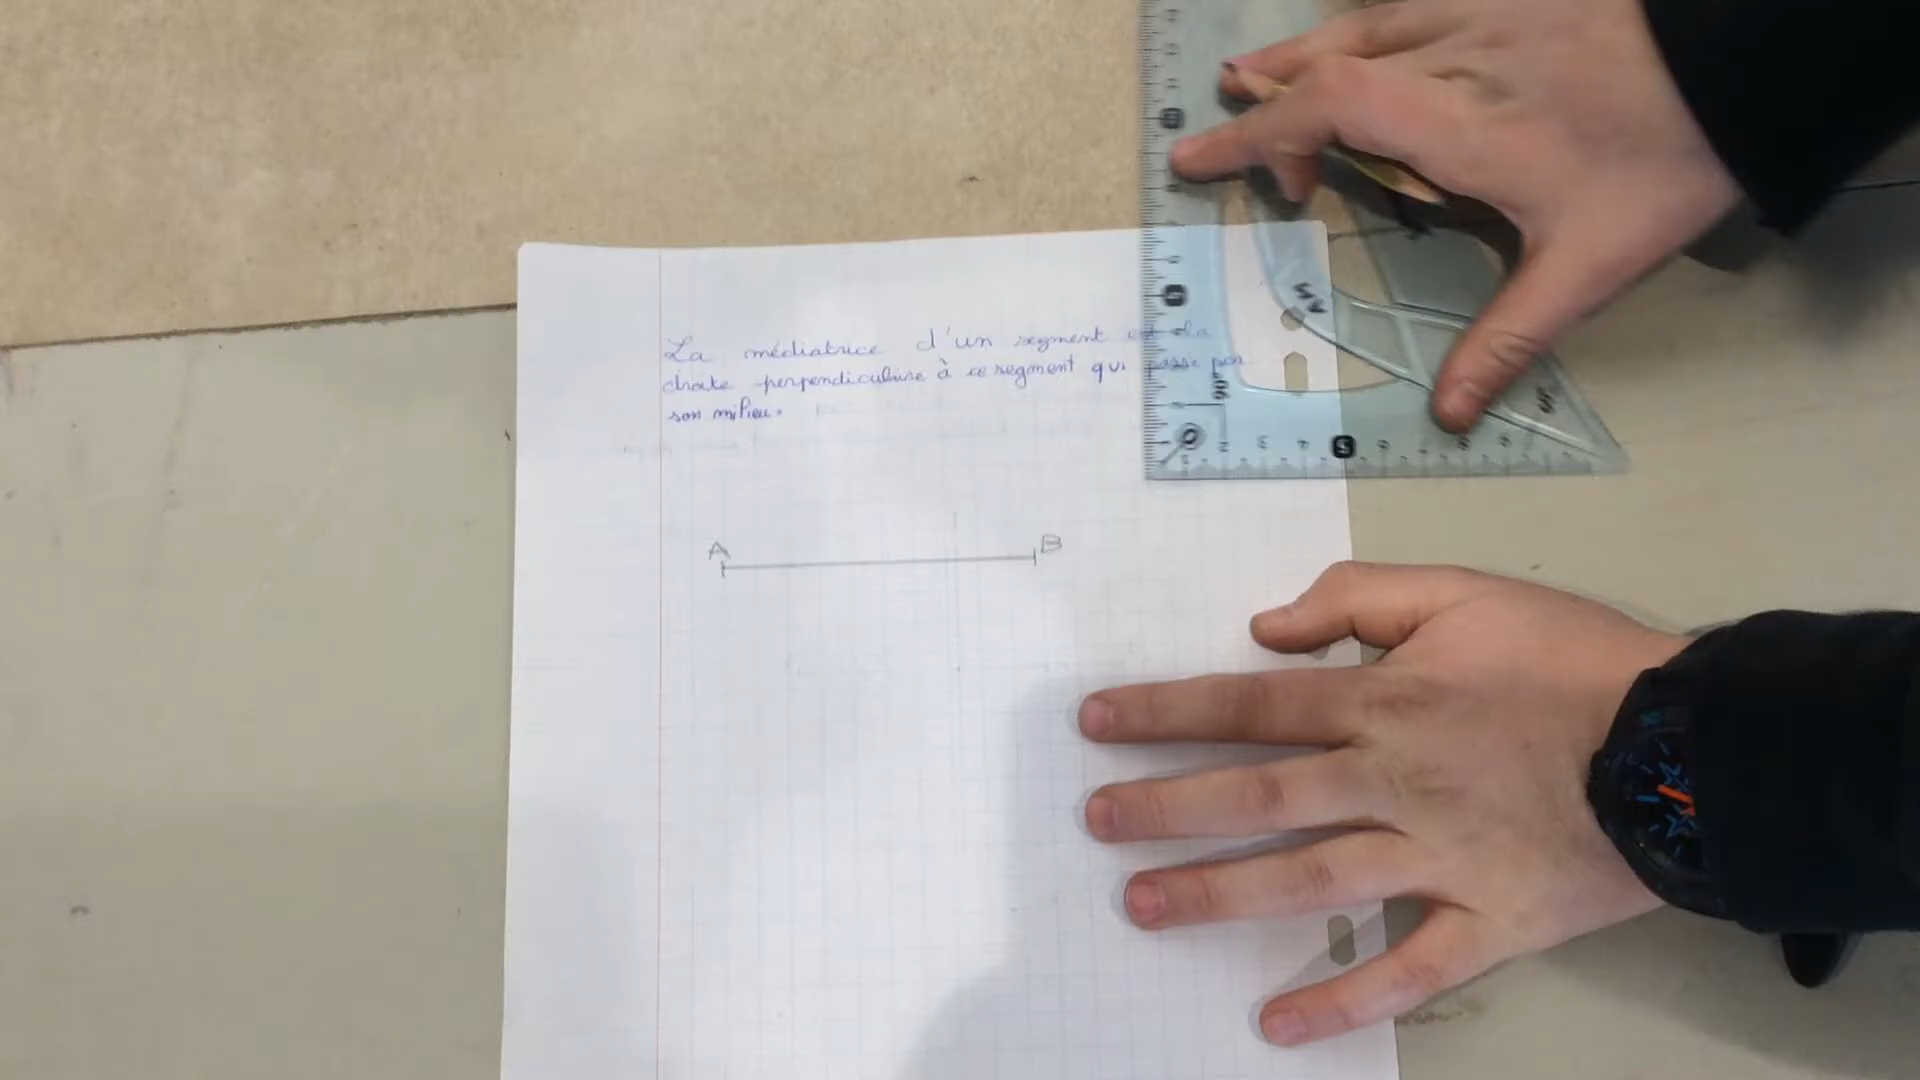 La médiatrice d'un segment est la
droite perpendiculaire à ce segment qui passe par
son milieu.
A B